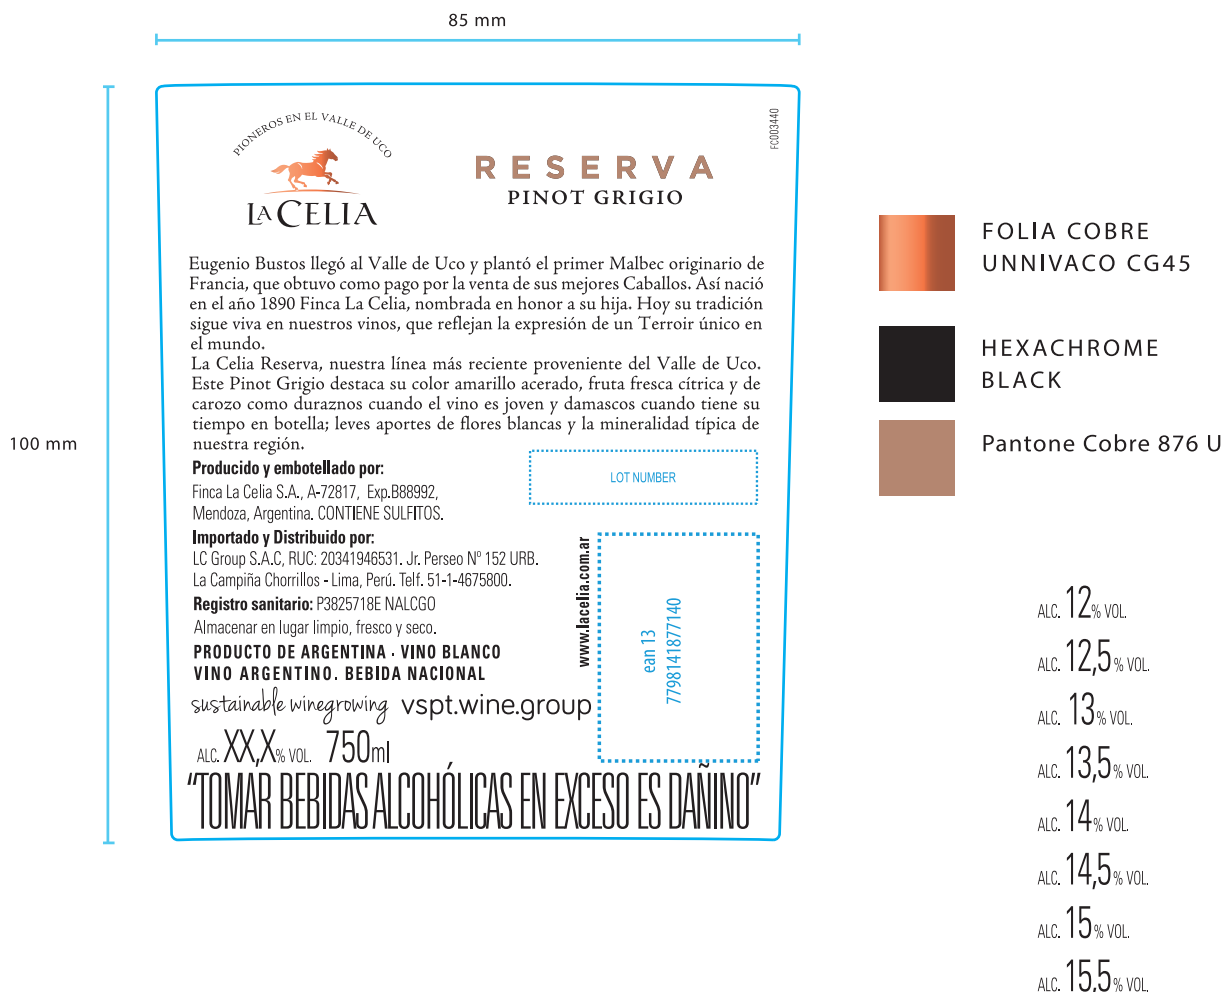 85 mm
100 mm
PIONEROS EN EL VALLE DE UCO
LA CELIA
RESERVA
PINOT GRIGIO
FC003440
Eugenio Bustos llegó al Valle de Uco y plantó el primer Malbec originario de
Francia, que obtuvo como pago por la venta de sus mejores Caballos. Así nació
en el año 1890 Finca La Celia, nombrada en honor a su hija. Hoy su tradición
sigue viva en nuestros vinos, que reflejan la expresión de un Terroir único en
el mundo.
La Celia Reserva, nuestra línea más reciente proveniente del Valle de Uco.
Este Pinot Grigio destaca su color amarillo acerado, fruta fresca cítrica y de
carozo como duraznos cuando el vino es joven y damascos cuando tiene su
tiempo en botella; leves aportes de flores blancas y la mineralidad típica de
nuestra región.
Producido y embotellado por:
Finca La Celia S.A., A-72817, Exp.B88992,
Mendoza, Argentina. CONTIENE SULFITOS.
Importado y Distribuido por:
LC Group S.A.C, RUC: 20341946531. Jr. Perseo Nº 152 URB.
La Campiña Chorrillos - Lima, Perú. Telf. 51-1-4675800.
Registro sanitario: P3825718E NALCGO
Almacenar en lugar limpio, fresco y seco.
PRODUCTO DE ARGENTINA · VINO BLANCO
VINO ARGENTINO. BEBIDA NACIONAL
sustainable winegrowing vspt.wine.group
ALC. XX,X% VOL. 750ml
"TOMAR BEBIDAS ALCOHÓLICAS EN EXCESO ES DAÑINO"
LOT NUMBER
www.lacelia.com.ar
ean 13
7798141877140
FOLIA COBRE
UNNIVACO CG45
HEXACHROME
BLACK
Pantone Cobre 876 U
ALC. 12% VOL.
ALC. 12,5% VOL.
ALC. 13% VOL.
ALC. 13,5% VOL.
ALC. 14% VOL.
ALC. 14,5% VOL.
ALC. 15% VOL.
ALC. 15,5% VOL.